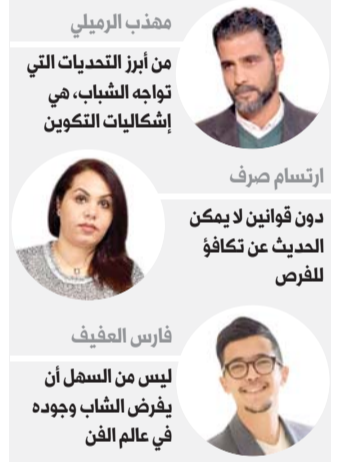 مهذب الرميلي
من أبرز التحديات التي
تواجه الشباب، هي
إشكاليات التكوين
ارتسام صرف
دون قوانين لا يمكن
الحديث عن تكافؤ
للفرص
فارس العفيف
ليس من السهل أن
يفرض الشاب وجوده
في عالم الفن